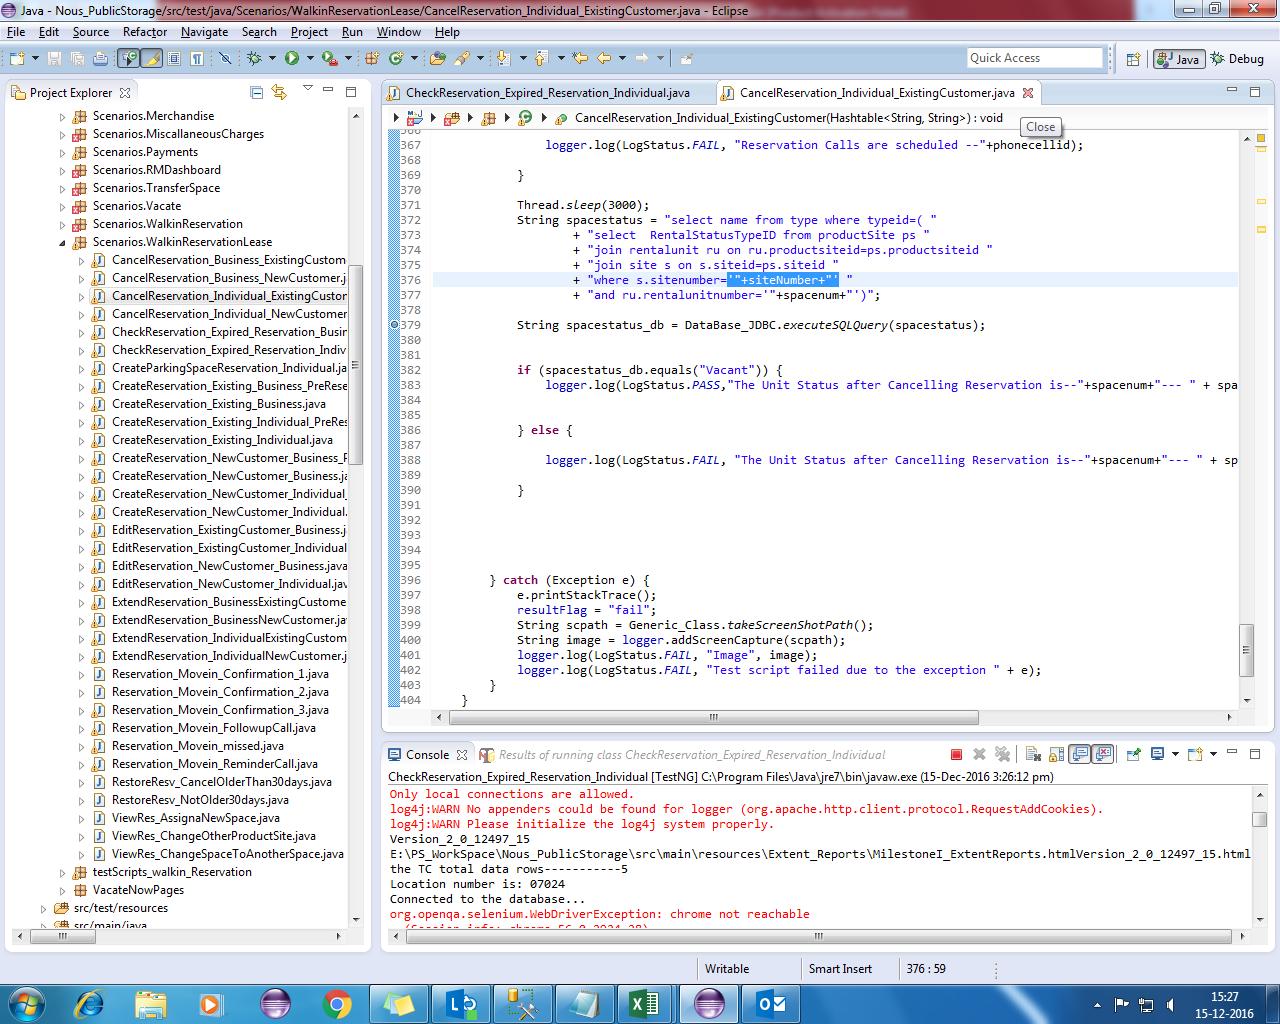 Java - Nous_PublicStorage/src/test/java/Scenarios/WalkinReservationLease/CancelReservation_Individual_ExistingCustomer.java - Eclipse
File Edit Source Refactor Navigate Search Project Run Window Help
Quick Access
Java
Debug
Project Explorer
Scenarios.Merchandise
Scenarios.MiscallaneousCharges
Scenarios.Payments
Scenarios.RMDashboard
Scenarios.TransferSpace
Scenarios.Vacate
Scenarios.WalkinReservation
Scenarios.WalkinReservationLease
CancelReservation_Business_ExistingCustom
CancelReservation_Business_NewCustomer.j
CancelReservation_Individual_ExistingCustor
CancelReservation_Individual_NewCustomer
CheckReservation_Expired_Reservation_Busin
CheckReservation_Expired_Reservation_Indiv
CreateParkingSpaceReservation_Individual.ja
CreateReservation_Existing_Business_PreRese
CreateReservation_Existing_Business.java
CreateReservation_Existing_Individual_PreRes
CreateReservation_Existing_Individual.java
CreateReservation_NewCustomer_Business_P
CreateReservation_NewCustomer_Business.ja
CreateReservation_NewCustomer_Individual_
CreateReservation_NewCustomer_Individual.
EditReservation_ExistingCustomer_Business.j
EditReservation_ExistingCustomer_Individual
EditReservation_NewCustomer_Business.java
EditReservation_NewCustomer_Individual.jav
ExtendReservation_BusinessExistingCustome
ExtendReservation_BusinessNewCustomer.ja
ExtendReservation_IndividualExistingCustom
ExtendReservation_IndividualNewCustomer.j
Reservation_Movein_Confirmation_1.java
Reservation_Movein_Confirmation_2.java
Reservation_Movein_Confirmation_3.java
Reservation_Movein_FollowupCall.java
Reservation_Movein_missed.java
Reservation_Movein_ReminderCall.java
RestoreResv_CancelOlderThan30days.java
RestoreResv_NotOlder30days.java
ViewRes_AssignaNewSpace.java
ViewRes_ChangeOtherProductSite.java
ViewRes_ChangeSpaceToAnotherSpace.java
testScripts_walkin_Reservation
VacateNowPages
src/test/resources
src/main/java
CheckReservation_Expired_Reservation_Individual.java
CancelReservation_Individual_ExistingCustomer.java
CancelReservation_Individual_ExistingCustomer(Hashtable<String, String>) : void
Close
366
367 logger.log(LogStatus.FAIL, "Reservation Calls are scheduled --"+phonecellid);
368
369 }
370
371 Thread.sleep(3000);
372 String spacestatus = "select name from type where typeid=( "
373 + "select  RentalStatusTypeID from productSite ps "
374 + "join rentalunit ru on ru.productsiteid=ps.productsiteid "
375 + "join site s on s.siteid=ps.siteid "
376 + "where s.sitenumber='"+siteNumber+"' "
377 + "and ru.rentalunitnumber='"+spacenum+"')";
378
379 String spacestatus_db = DataBase_JDBC.executeSQLQuery(spacestatus);
380
381
382 if (spacestatus_db.equals("Vacant")) {
383 logger.log(LogStatus.PASS,"The Unit Status after Cancelling Reservation is--"+spacenum+"--- " + spa
384
385
386 } else {
387
388 logger.log(LogStatus.FAIL, "The Unit Status after Cancelling Reservation is--"+spacenum+"--- " + sp
389
390 }
391
392
393
394
395
396 } catch (Exception e) {
397 e.printStackTrace();
398 resultFlag = "fail";
399 String scpath = Generic_Class.takeScreenShotPath();
400 String image = logger.addScreenCapture(scpath);
401 logger.log(LogStatus.FAIL, "Image", image);
402 logger.log(LogStatus.FAIL, "Test script failed due to the exception " + e);
403 }
404 }
Console
Results of running class CheckReservation_Expired_Reservation_Individual
CheckReservation_Expired_Reservation_Individual [TestNG] C:\Program Files\Java\jre7\bin\javaw.exe (15-Dec-2016 3:26:12 pm)
Only local connections are allowed.
log4j:WARN No appenders could be found for logger (org.apache.http.client.protocol.RequestAddCookies).
log4j:WARN Please initialize the log4j system properly.
Version_2_0_12497_15
E:\PS_WorkSpace\Nous_PublicStorage\src\main\resources\Extent_Reports\MilestoneI_ExtentReports.htmlVersion_2_0_12497_15.html
the TC total data rows-----------5
Location number is: 07024
Connected to the database...
org.openqa.selenium.WebDriverException: chrome not reachable
(Session info: chrome=56.0.2924.28)
Writable
Smart Insert
376 : 59
15:27
15-12-2016